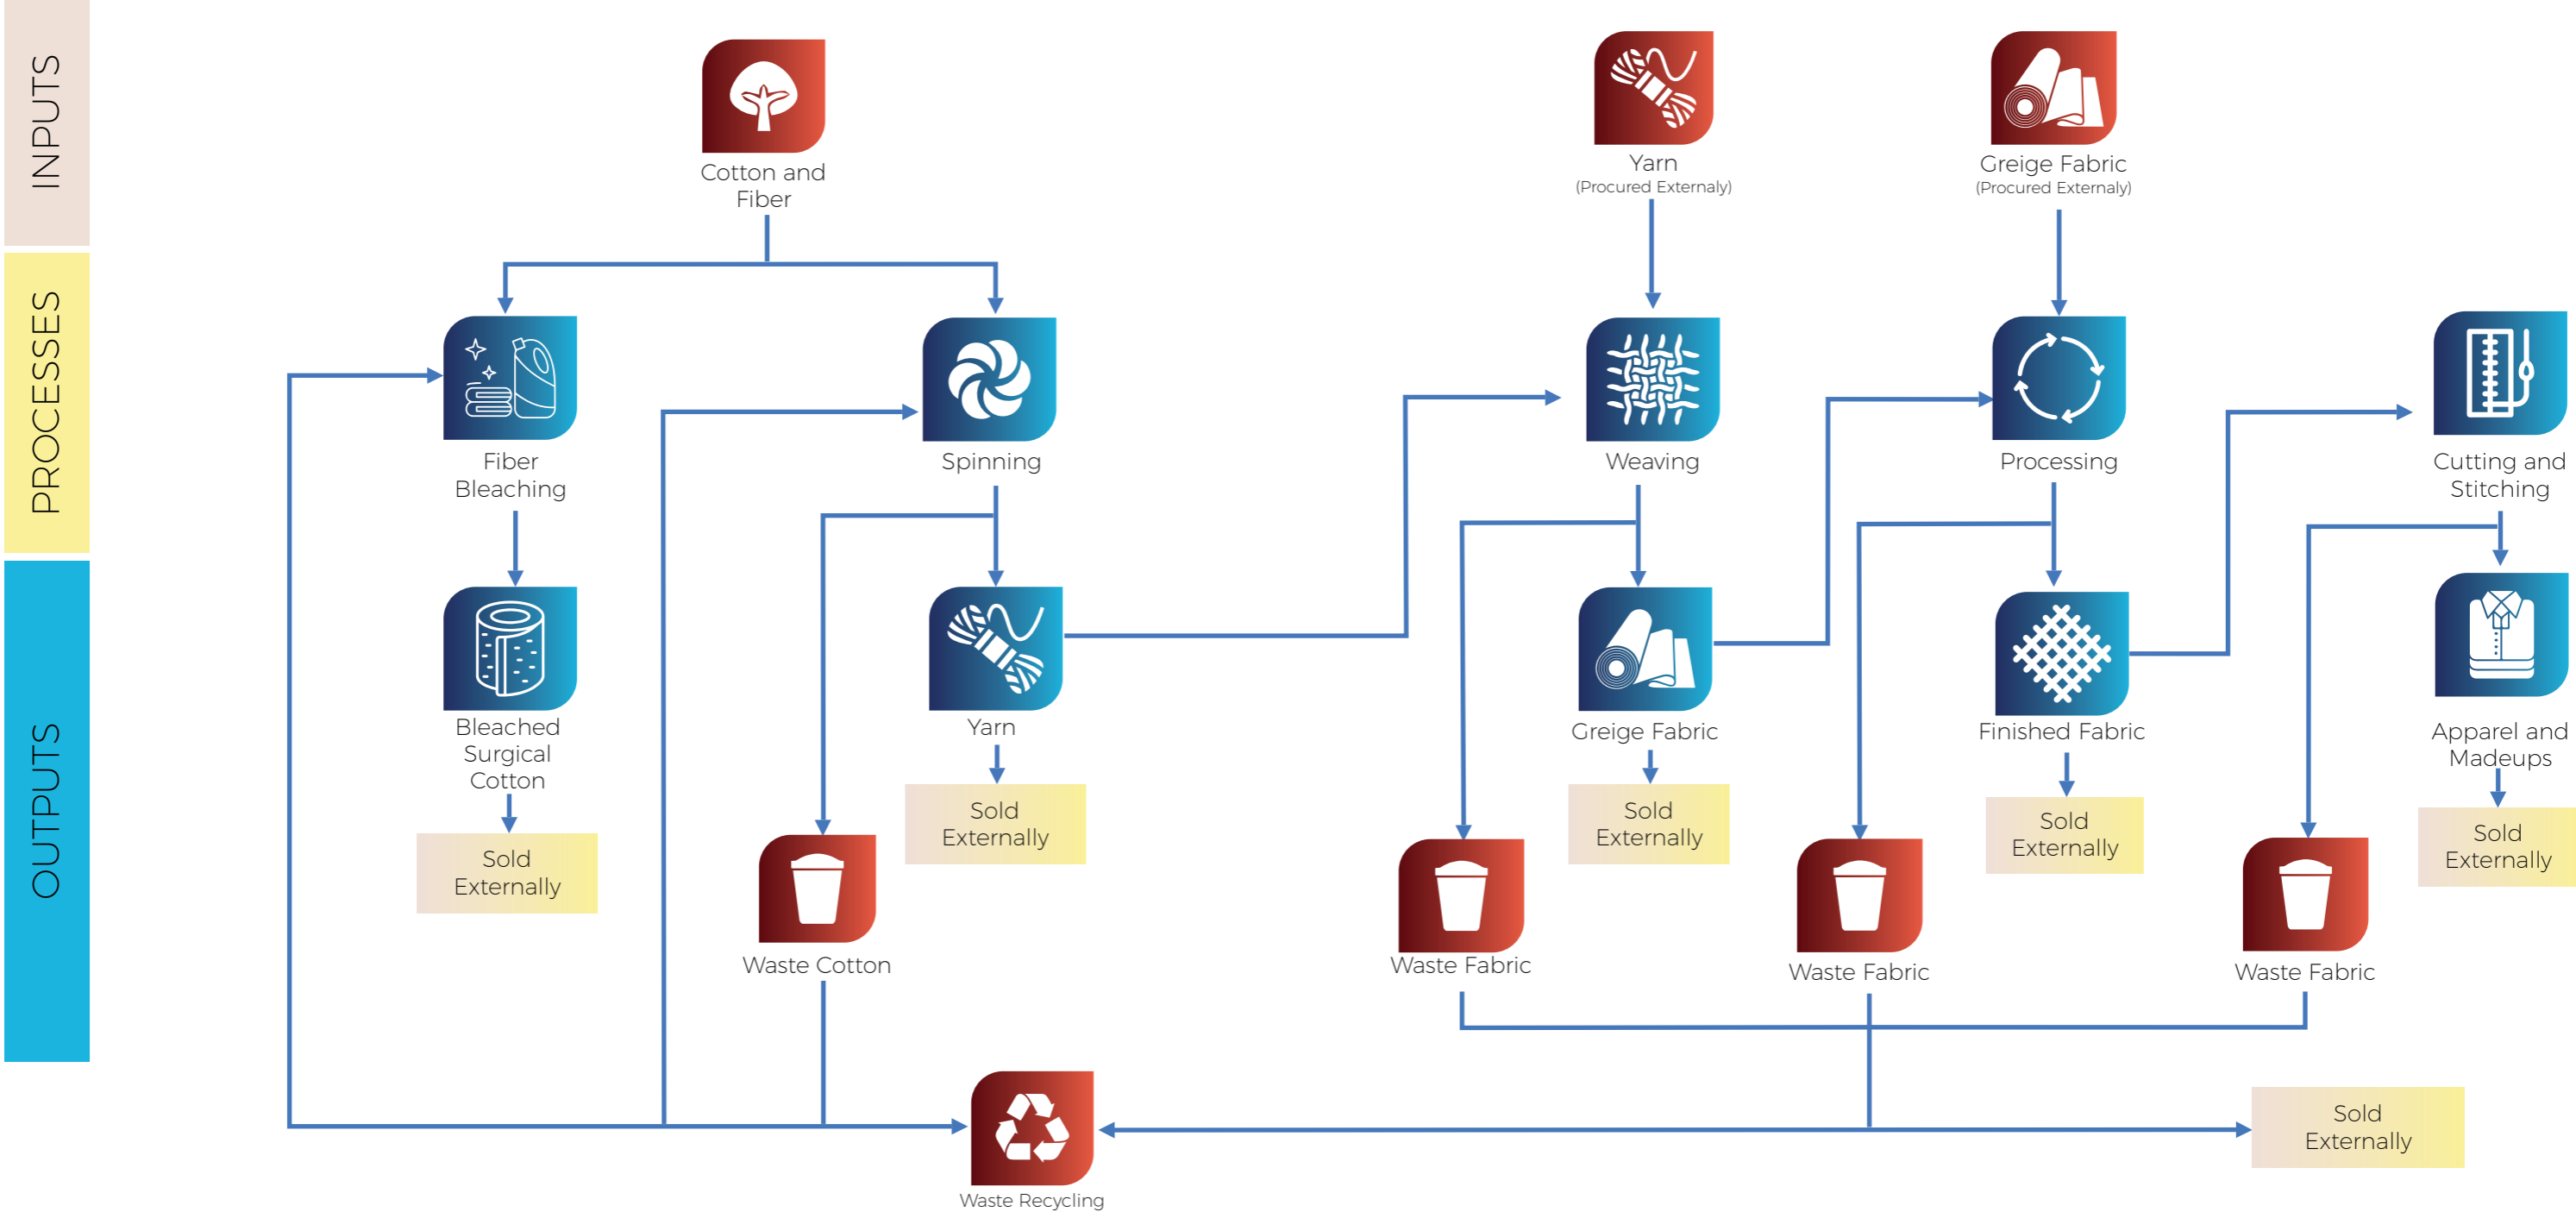 INPUTS
Cotton and
Fiber
Yarn
(Procured Externaly)
Greige Fabric
(Procured Externaly)
PROCESSES
Fiber
Bleaching
Spinning
Weaving
Processing
Cutting and
Stitching
OUTPUTS
Bleached
Surgical
Cotton
Sold
Externally
Yarn
Sold
Externally
Greige Fabric
Sold
Externally
Finished Fabric
Sold
Externally
Apparel and
Madeups
Sold
Externally
Waste Cotton
Waste Fabric
Waste Fabric
Waste Fabric
Waste Recycling
Sold
Externally